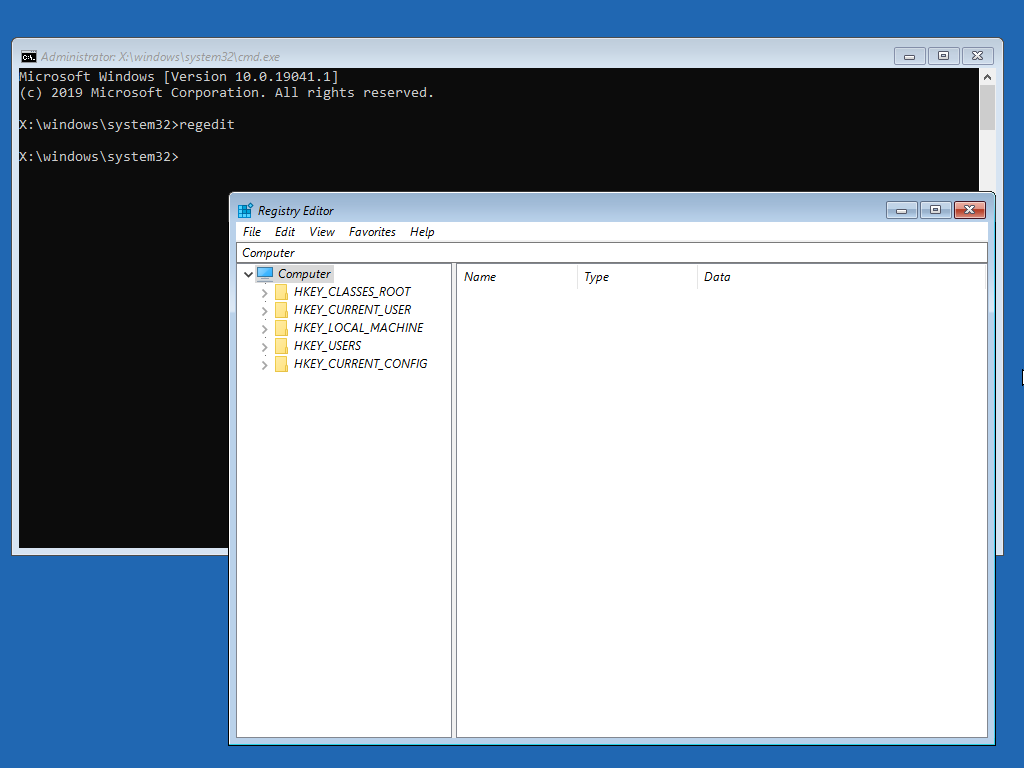 Administrator: X:\windows\system32\cmd.exe
Microsoft Windows [Version 10.0.19041.1]
(c) 2019 Microsoft Corporation. All rights reserved.
X:\windows\system32>regedit
X:\windows\system32>
Registry Editor
File Edit View Favorites Help
Computer
Computer
HKEY_CLASSES_ROOT
HKEY_CURRENT_USER
HKEY_LOCAL_MACHINE
HKEY_USERS
HKEY_CURRENT_CONFIG
Name Type Data